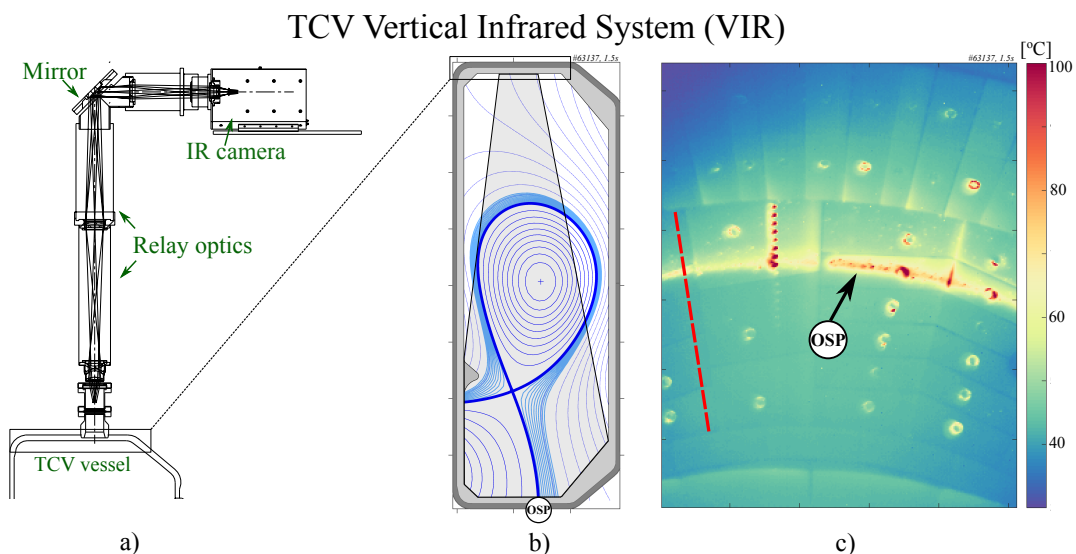 TCV Vertical Infrared System (VIR)
Mirror
IR camera
Relay optics
TCV vessel
a)
#63137, 1.5s
OSP
b)
#63137, 1.5s
[°C]
100
80
60
40
OSP
c)